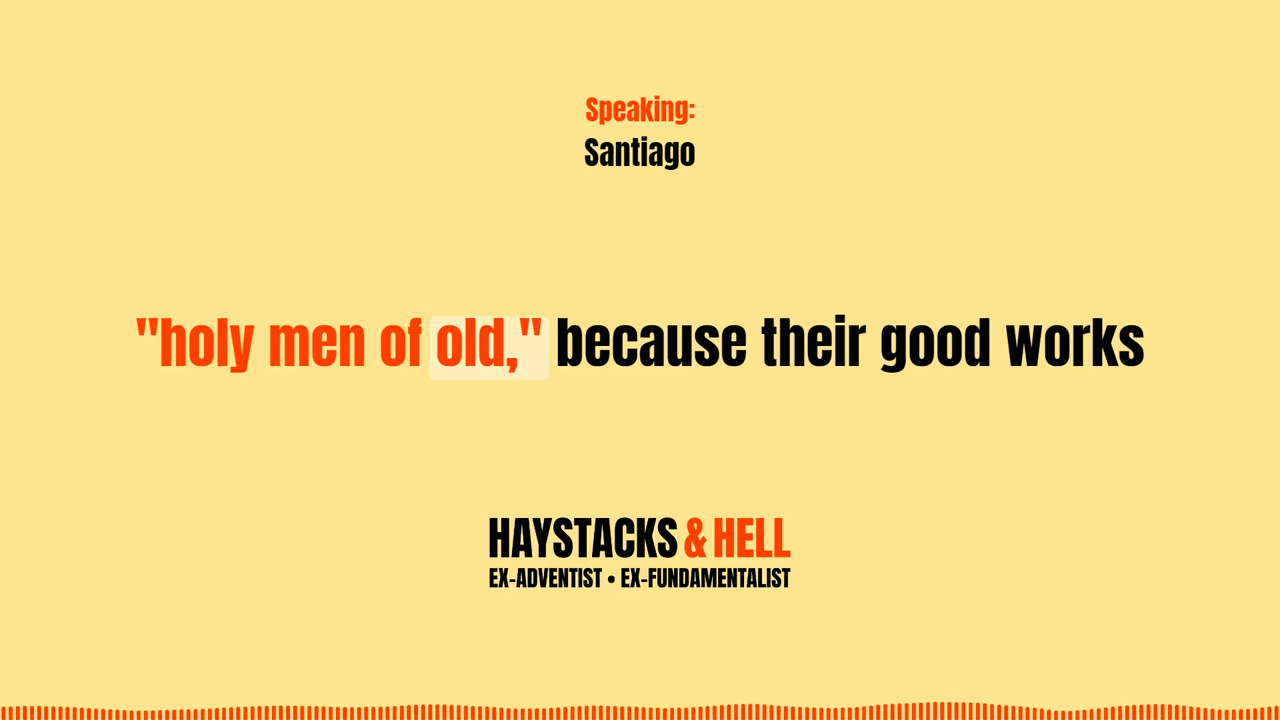 Speaking:
Santiago
"holy men of old," because their good works
HAYSTACKS & HELL
EX-ADVENTIST • EX-FUNDAMENTALIST